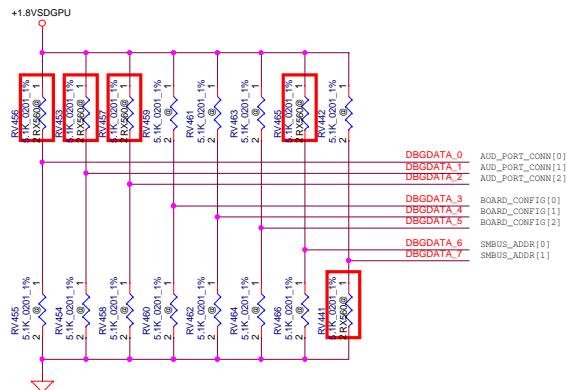 +1.8VSDGPU
RV456 5.1K_0201_1% 2 RX560@ 1
RV453 5.1K_0201_1% 2 RX560@ 1
RV457 5.1K_0201_1% 2 RX560@ 1
RV459 5.1K_0201_1% 2 @ 1
RV461 5.1K_0201_1% 2 @ 1
RV463 5.1K_0201_1% 2 @ 1
RV465 5.1K_0201_1% 2 RX560@ 1
RV442 5.1K_0201_1% 2 @ 1
DBGDATA_0 AUD_PORT_CONN[0]
DBGDATA_1 AUD_PORT_CONN[1]
DBGDATA_2 AUD_PORT_CONN[2]
DBGDATA_3 BOARD_CONFIG[0]
DBGDATA_4 BOARD_CONFIG[1]
DBGDATA_5 BOARD_CONFIG[2]
DBGDATA_6 SMBUS_ADDR[0]
DBGDATA_7 SMBUS_ADDR[1]
RV455 5.1K_0201_1% 2 @ 1
RV454 5.1K_0201_1% 2 @ 1
RV458 5.1K_0201_1% 2 @ 1
RV460 5.1K_0201_1% 2 @ 1
RV462 5.1K_0201_1% 2 @ 1
RV464 5.1K_0201_1% 2 @ 1
RV466 5.1K_0201_1% 2 @ 1
RV441 5.1K_0201_1% 2 RX560@ 1